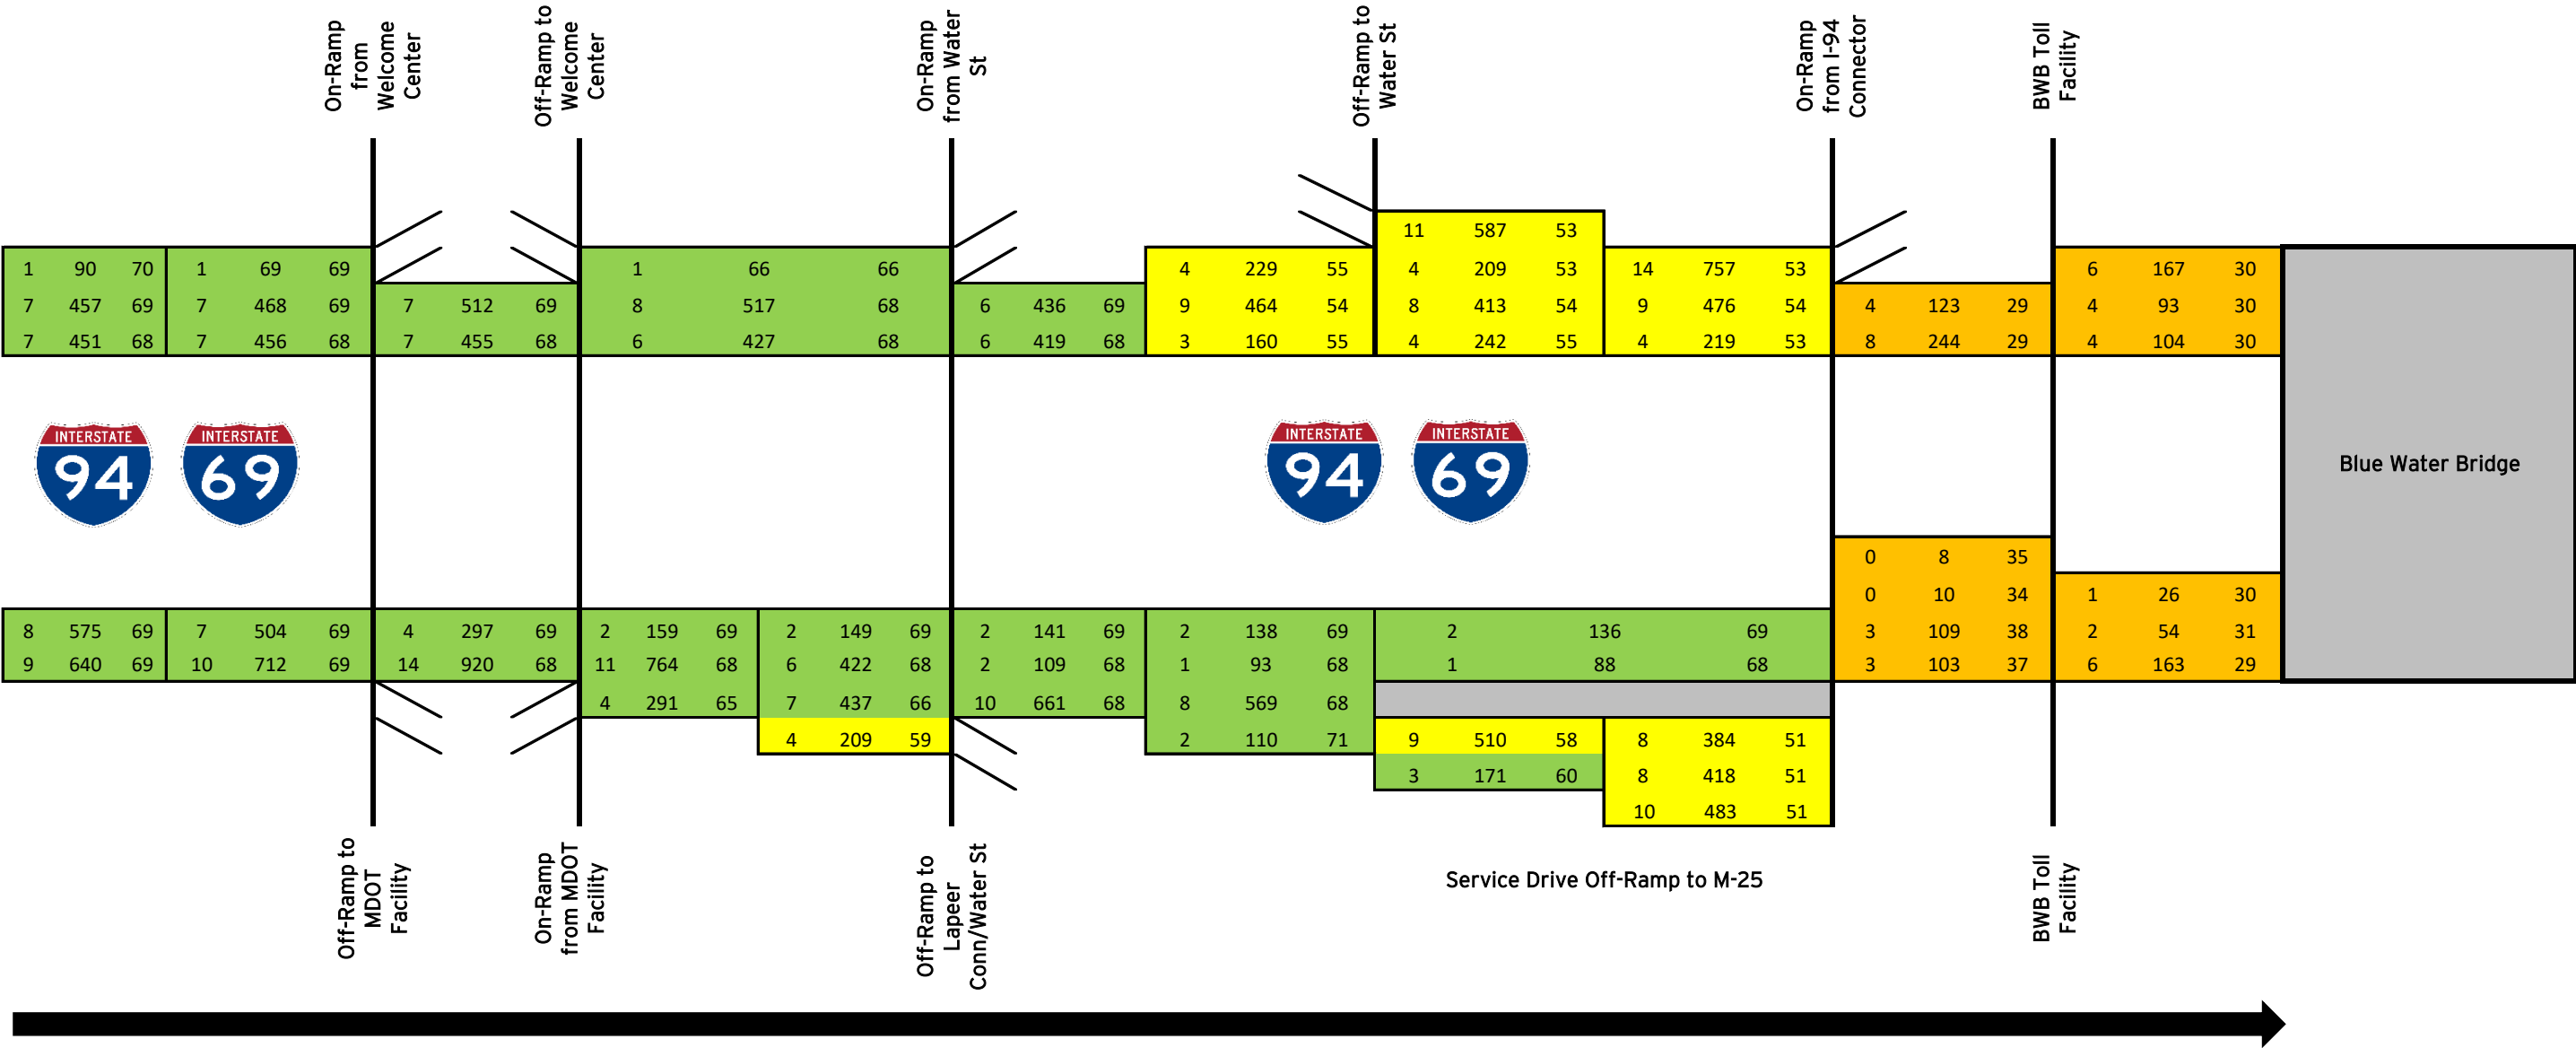 On-Ramp
from
Welcome
Center
Off-Ramp to
Welcome
Center
On-Ramp
from Water
St
Off-Ramp to
Water St
On-Ramp
from I-94
Connector
BWB Toll
Facility
11 587 53
1 90 70 1 69 69 1 66 66 4 229 55 4 209 53 14 757 53 6 167 30
7 457 69 7 468 69 7 512 69 8 517 68 6 436 69 9 464 54 8 413 54 9 476 54 4 123 29 4 93 30
7 451 68 7 456 68 7 455 68 6 427 68 6 419 68 3 160 55 4 242 55 4 219 53 8 244 29 4 104 30
INTERSTATE
94
INTERSTATE
69
INTERSTATE
94
INTERSTATE
69
Blue Water Bridge
0 8 35
0 10 34 1 26 30
8 575 69 7 504 69 4 297 69 2 159 69 2 149 69 2 141 69 2 138 69 2 136 69 3 109 38 2 54 31
9 640 69 10 712 69 14 920 68 11 764 68 6 422 68 2 109 68 1 93 68 1 88 68 3 103 37 6 163 29
4 291 65 7 437 66 10 661 68 8 569 68
4 209 59 2 110 71 9 510 58 8 384 51
3 171 60 8 418 51
10 483 51
Off-Ramp to
MDOT
Facility
On-Ramp
from MDOT
Facility
Off-Ramp to
Lapeer
Conn/Water St
Service Drive Off-Ramp to M-25
BWB Toll
Facility